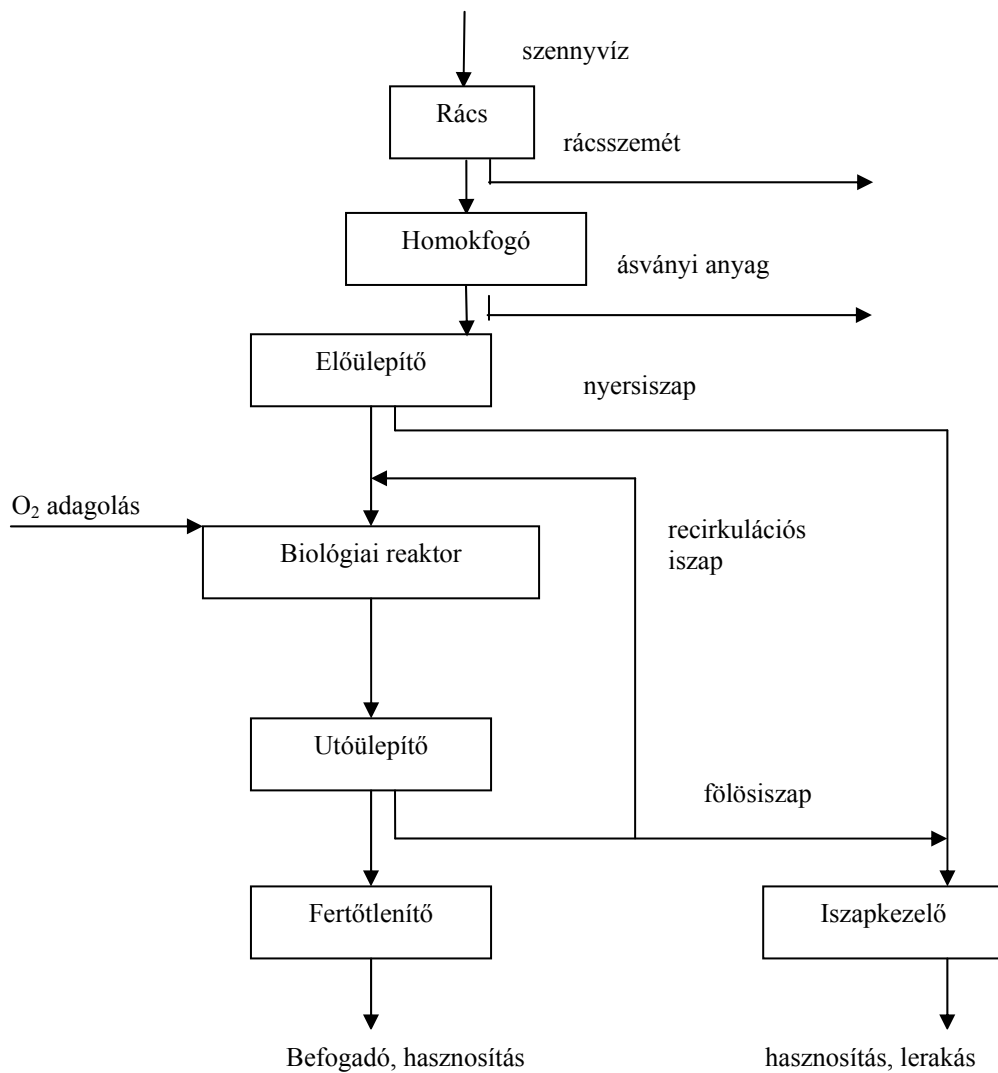 szennyvíz
Rács
rácsszemét
Homokfogó
ásványi anyag
Előülepítő
nyersiszap
O₂ adagolás
recirkulációs
iszap
Biológiai reaktor
Utóülepítő
fölösiszap
Fertőtlenítő
Iszapkezelő
Befogadó, hasznosítás
hasznosítás, lerakás